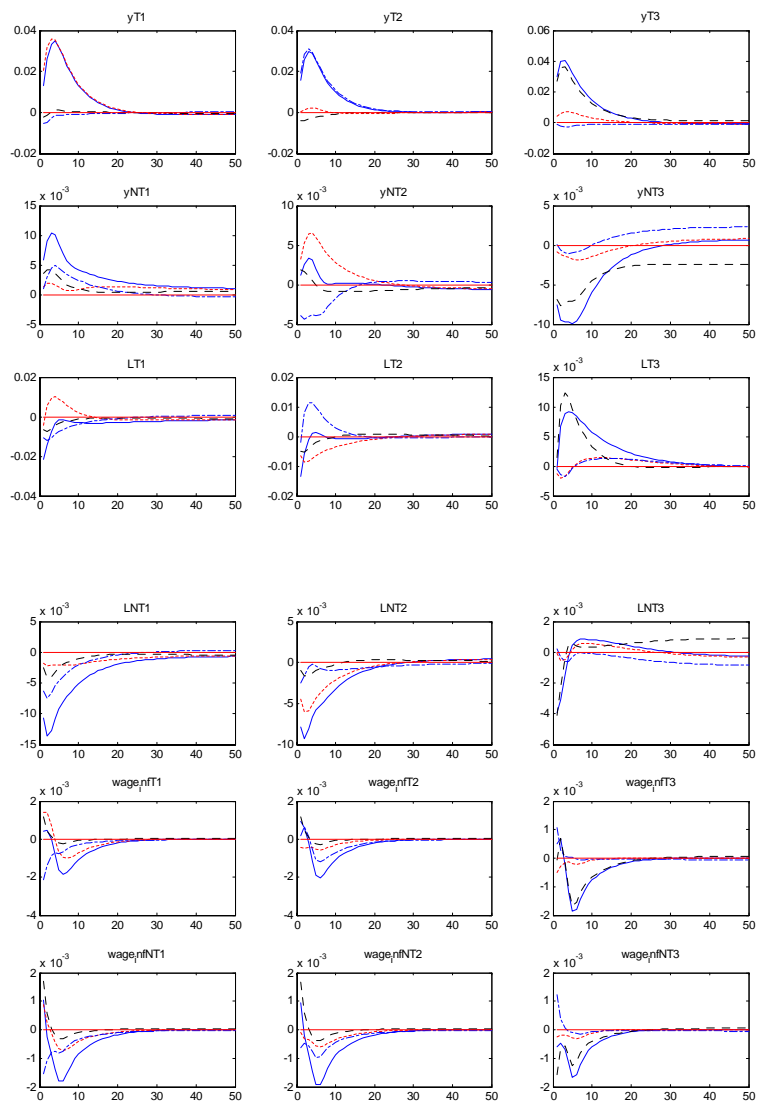 yT1 yT2 yT3
0.04 0.04 0.06
0.02 0.02 0.04
0.02
0 0 0
-0.02 -0.02 -0.02
0 10 20 30 40 50 0 10 20 30 40 50 0 10 20 30 40 50
x 10⁻³ yNT1 x 10⁻³ yNT2 x 10⁻³ yNT3
15 10 5
10 5 0
5 0 -5
0
-5 -5 -10
0 10 20 30 40 50 0 10 20 30 40 50 0 10 20 30 40 50
LT1 LT2 x 10⁻³ LT3
0.02 0.02 15
0.01 10
0 0 5
-0.02 -0.01 0
-0.04 -0.02 -5
0 10 20 30 40 50 0 10 20 30 40 50 0 10 20 30 40 50
x 10⁻³ LNT1 x 10⁻³ LNT2 x 10⁻³ LNT3
5 5 2
0 0 0
-5 -2
-10 -5 -4
-15 -10 -6
0 10 20 30 40 50 0 10 20 30 40 50 0 10 20 30 40 50
x 10⁻³ wageᵢnfT1 x 10⁻³ wageᵢnfT2 x 10⁻³ wageᵢnfT3
2 2 2
1
0 0 0
-2 -2 -1
-4 -4 -2
0 10 20 30 40 50 0 10 20 30 40 50 0 10 20 30 40 50
x 10⁻³ wageᵢnfNT1 x 10⁻³ wageᵢnfNT2 x 10⁻³ wageᵢnfNT3
2 2 2
1 1 1
0 0 0
-1 -1 -1
-2 -2 -2
0 10 20 30 40 50 0 10 20 30 40 50 0 10 20 30 40 50